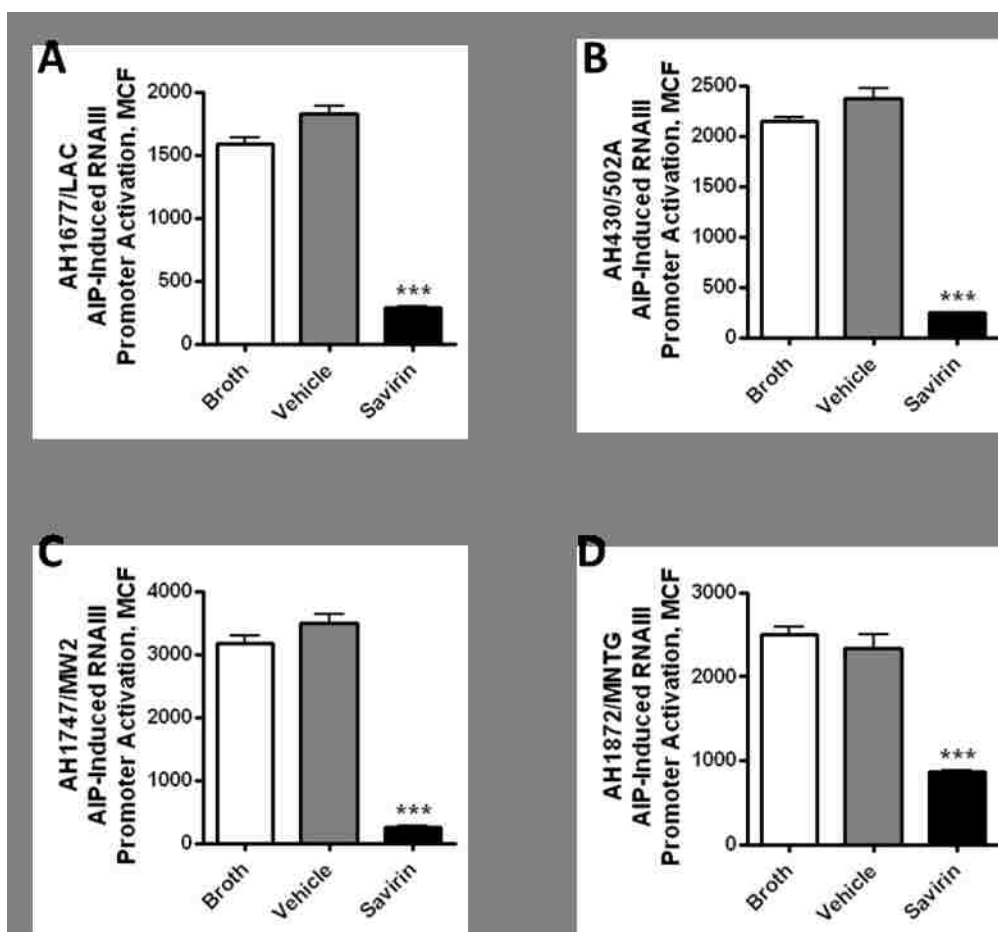 A
AH1677/LAC
AIP-Induced RNAIII
Promoter Activation, MCF
2000
1500
1000
500
0
***
Broth
Vehicle
Savirin
B
AH430/502A
AIP-Induced RNAIII
Promoter Activation, MCF
2500
2000
1500
1000
500
0
***
Broth
Vehicle
Savirin
C
AH1747/MW2
AIP-Induced RNAIII
Promoter Activation, MCF
4000
3000
2000
1000
0
***
Broth
Vehicle
Savirin
D
AH1872/MNTG
AIP-Induced RNAIII
Promoter Activation, MCF
3000
2000
1000
0
***
Broth
Vehicle
Savirin